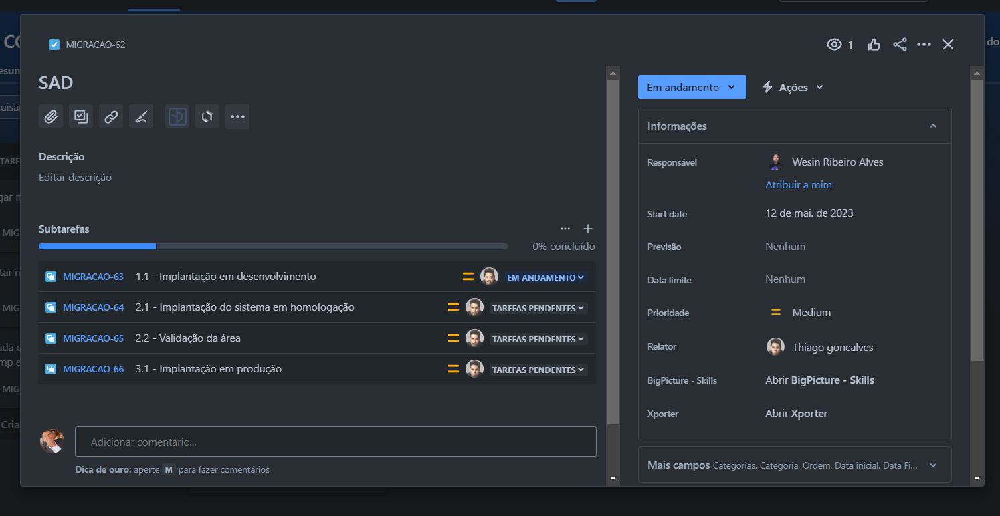 MIGRACAO-62
1
SAD
Descrição
Editar descrição
Subtarefas
0% concluído
MIGRACAO-63 1.1 - Implantação em desenvolvimento EM ANDAMENTO
MIGRACAO-64 2.1 - Implantação do sistema em homologação TAREFAS PENDENTES
MIGRACAO-65 2.2 - Validação da área TAREFAS PENDENTES
MIGRACAO-66 3.1 - Implantação em produção TAREFAS PENDENTES
Adicionar comentário...
Dica de ouro: aperte M para fazer comentários
Em andamento Ações
Informações
Responsável Wesin Ribeiro Alves
Atribuir a mim
Start date 12 de mai. de 2023
Previsão Nenhum
Data limite Nenhum
Prioridade Medium
Relator Thiago goncalves
BigPicture - Skills Abrir BigPicture - Skills
Xporter Abrir Xporter
Mais campos Categorias, Categoria, Ordem, Data inicial, Data Fi...